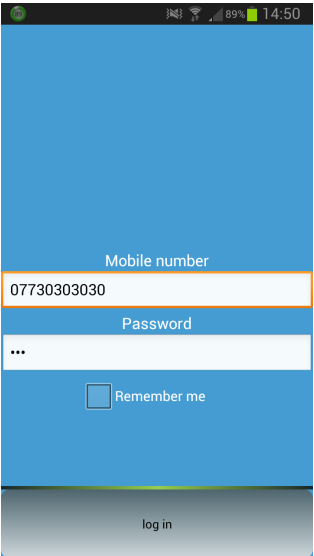 89% 14:50
Mobile number
07730303030
Password
•••
Remember me
log in